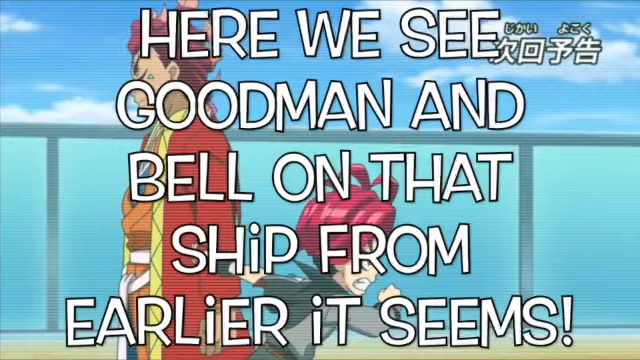 HERE WE SEE
じかい よこく
次回予告
GOODMAN AND
BELL ON THAT
SHiP FROM
EARLiER iT SEEMS!